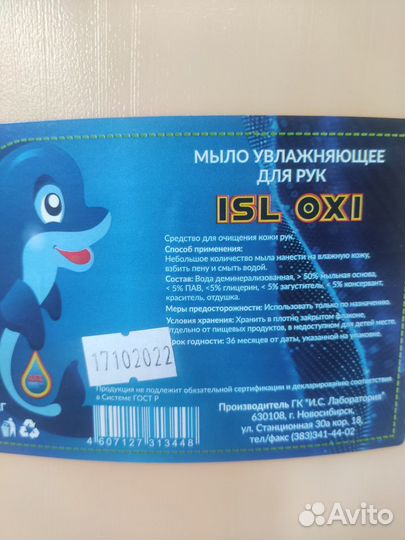 МЫЛО УВЛАЖНЯЮЩЕЕ
ДЛЯ РУК
ISL OXI
Средство для очищения кожи рук.
Способ применения:
Небольшое количество мыла нанести на влажную кожу,
взбить пену и смыть водой.
Состав: Вода деминерализованная, > 50% мыльная основа,
< 5% ПАВ, <5% глицерин, < 5% загуститель, < 5% консервант,
краситель, отдушка.
Меры предосторожности: Использовать только по назначению.
Условия хранения: Хранить в плотно закрытом флаконе,
отдельно от пищевых продуктов, в недоступном для детей месте.
Срок годности: 36 месяцев от даты, указанной на упаковке.
17102022
Продукция не подлежит обязательной сертификации и декларированию соответствия
в Системе ГОСТ Р
Производитель ГК "И.С. Лаборатория"
630108, г. Новосибирск,
ул. Станционная 30а кор. 18,
тел/факс (383)341-44-02
4 607127 313448
Avito